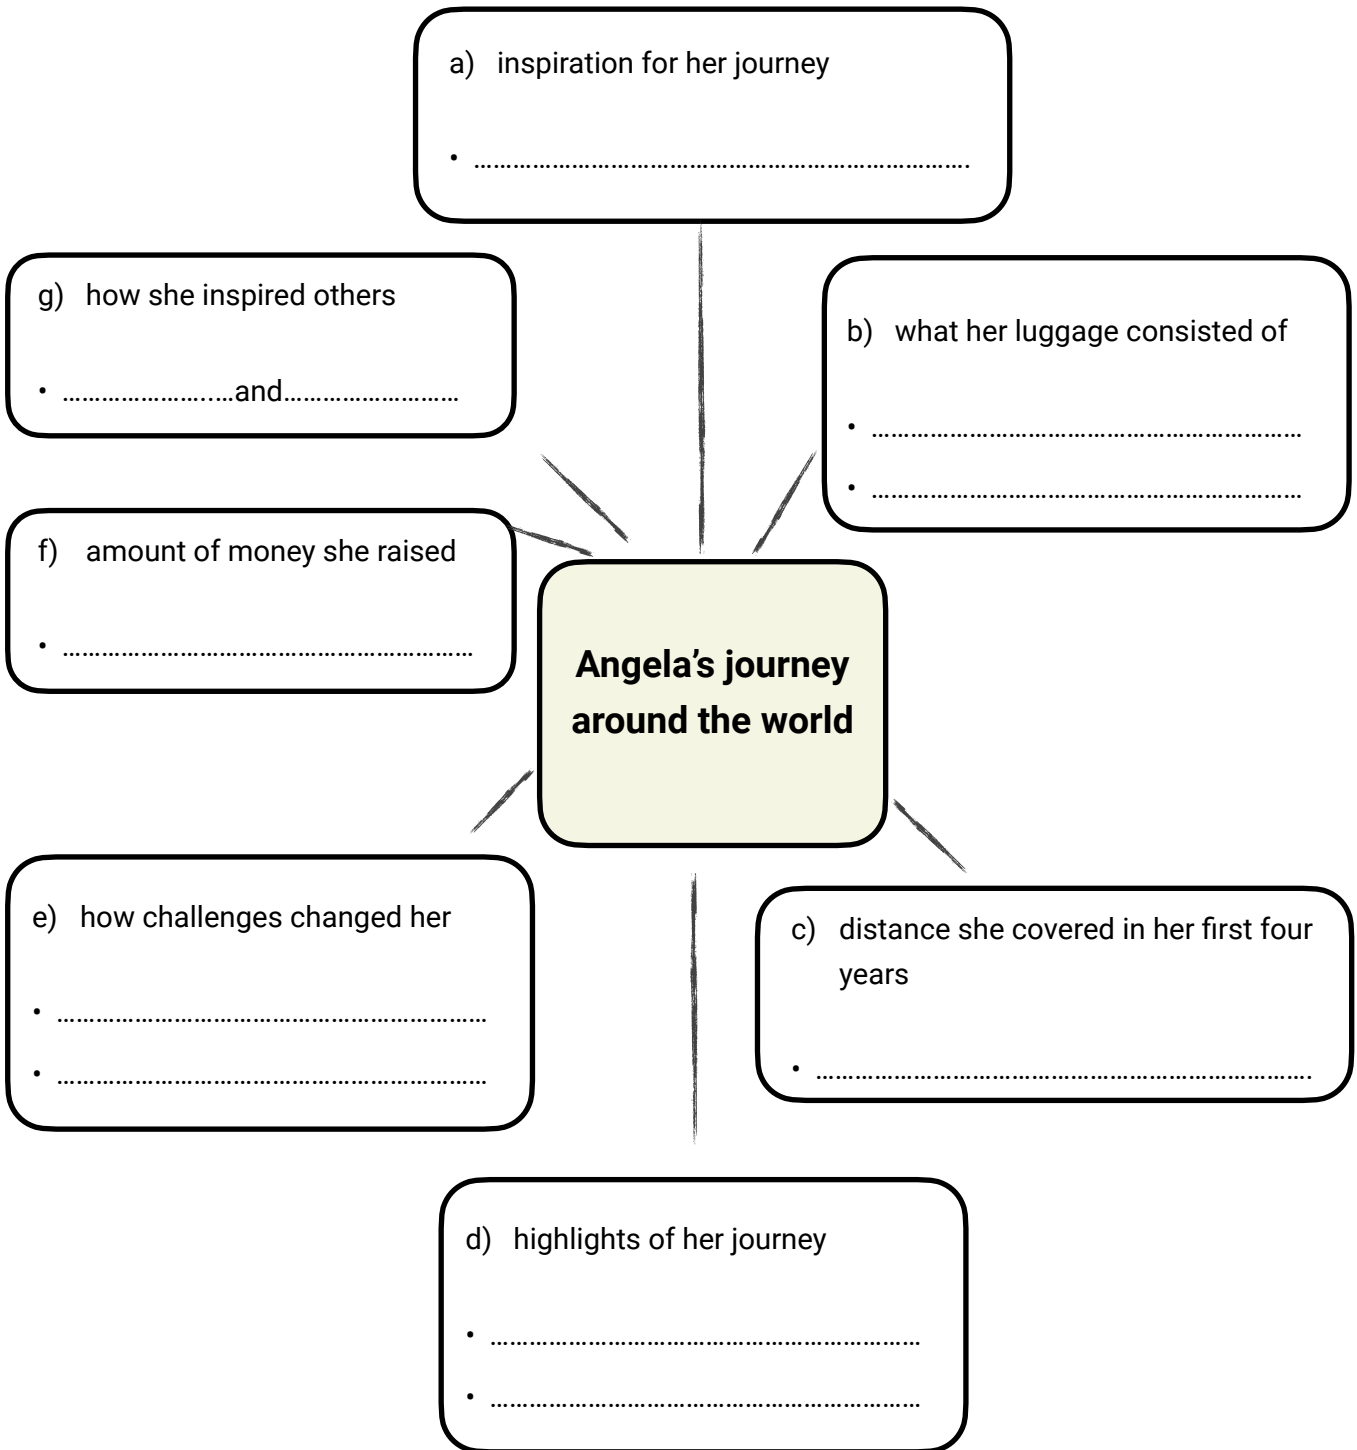 a) inspiration for her journey
• ……………………………………………………………………….
g) how she inspired others
• …………………..…and………………………
b) what her luggage consisted of
• ………………………………………………………………
• ………………………………………………………………
f) amount of money she raised
• ……………………………………………………………
Angela’s journey
around the world
e) how challenges changed her
• ………………………………………………………………
• ………………………………………………………………
c) distance she covered in her first four
years
• ……………………………………………………………………….
d) highlights of her journey
• ………………………………………………………………
• ………………………………………………………………